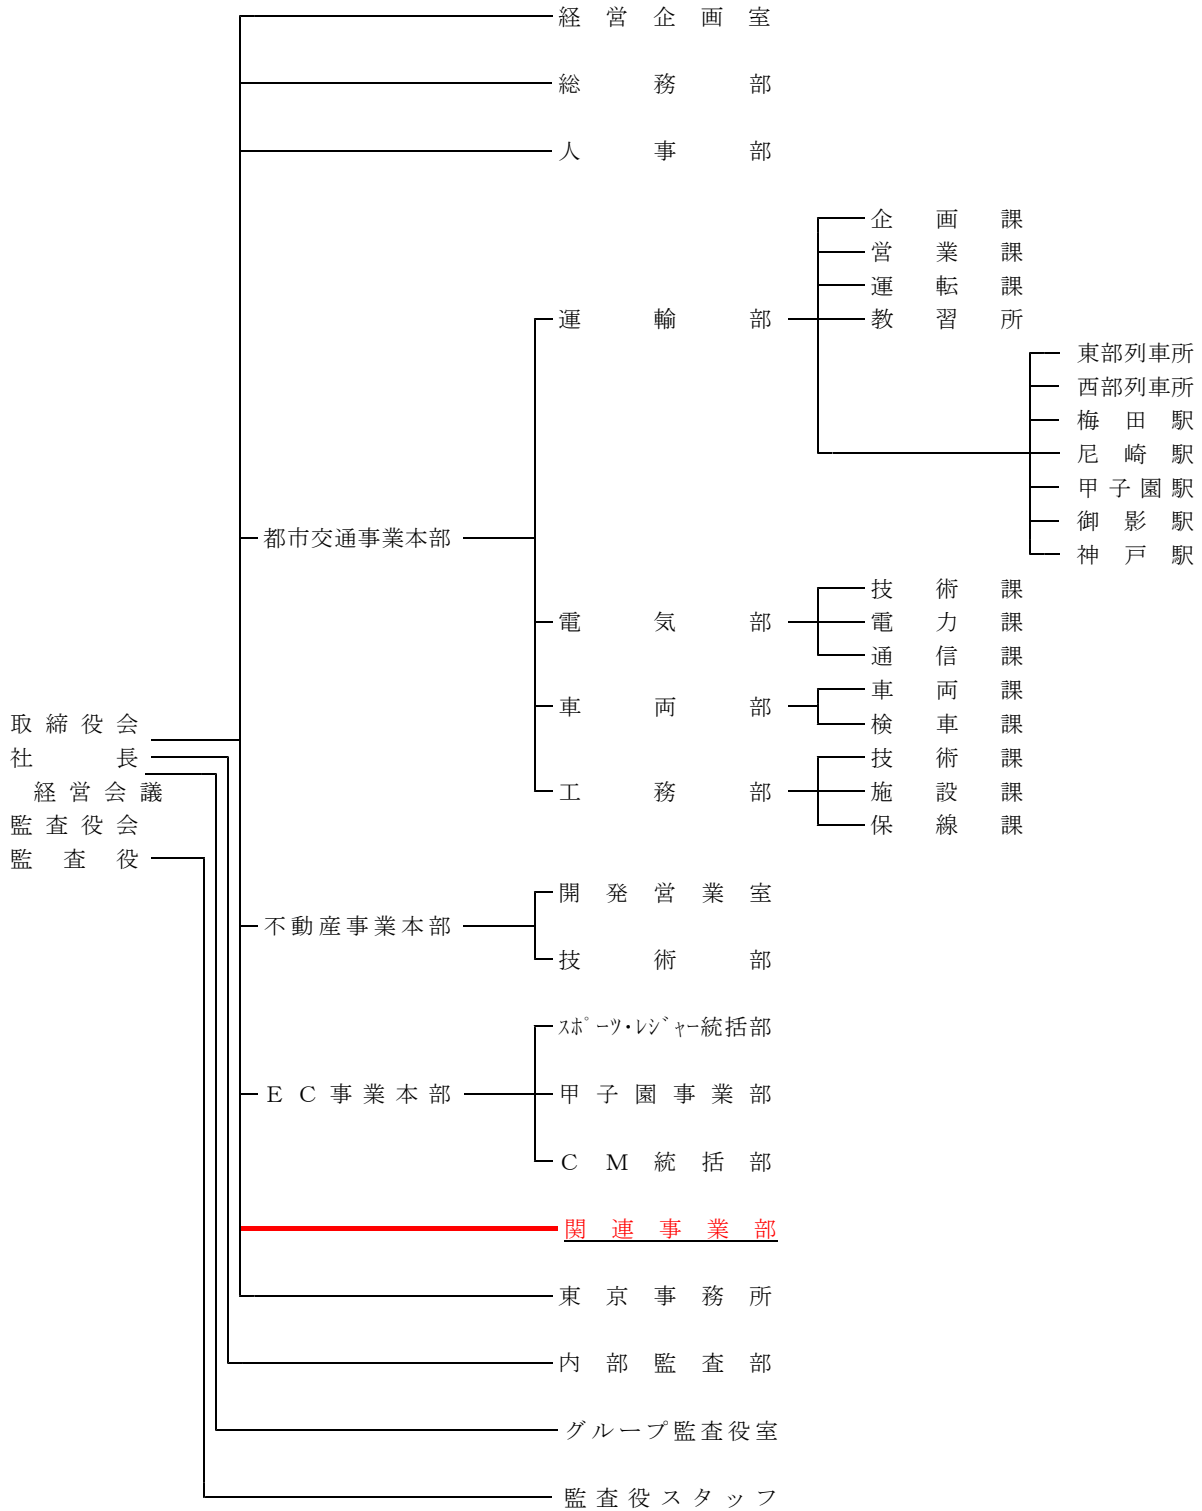 経営企画室
総務部
人事部
企画課
営業課
運転課
運輸部
教習所
東部列車所
西部列車所
梅田駅
尼崎駅
甲子園駅
御影駅
神戸駅
都市交通事業本部
技術課
電気部
電力課
通信課
車両課
車両部
検車課
取締役会
社長
経営会議
監査役会
監査役
技術課
工務部
施設課
保線課
開発営業室
不動産事業本部
技術部
スポーツ・レジャー統括部
EC事業本部
甲子園事業部
CM統括部
関連事業部
東京事務所
内部監査部
グループ監査役室
監査役スタッフ